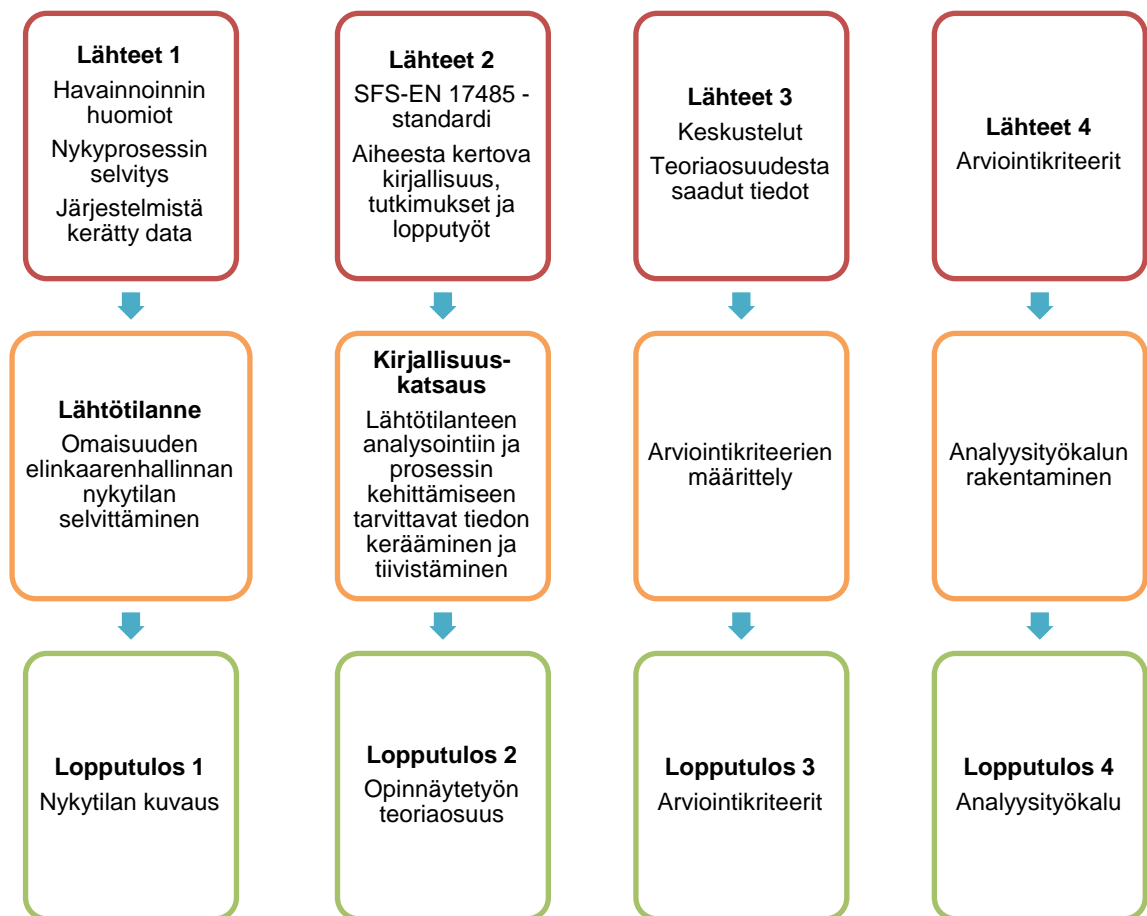 Lähteet 1
Havainnoinnin
huomiot
Nykyprosessin
selvitys
Järjestelmistä
kerätty data
Lähteet 2
SFS-EN 17485 -
standardi
Aiheesta kertova
kirjallisuus,
tutkimukset ja
lopputyöt
Lähteet 3
Keskustelut
Teoriaosuudesta
saadut tiedot
Lähteet 4
Arviointikriteerit
Lähtötilanne
Omaisuuden
elinkaarenhallinnan
nykytilan
selvittäminen
Kirjallisuus-
katsaus
Lähtötilanteen
analysointiin ja
prosessin
kehittämiseen
tarvittavat tiedon
kerääminen ja
tiivistäminen
Arviointikriteerien
määrittely
Analyysityökalun
rakentaminen
Lopputulos 1
Nykytilan kuvaus
Lopputulos 2
Opinnäytetyön
teoriaosuus
Lopputulos 3
Arviointikriteerit
Lopputulos 4
Analyysityökalu